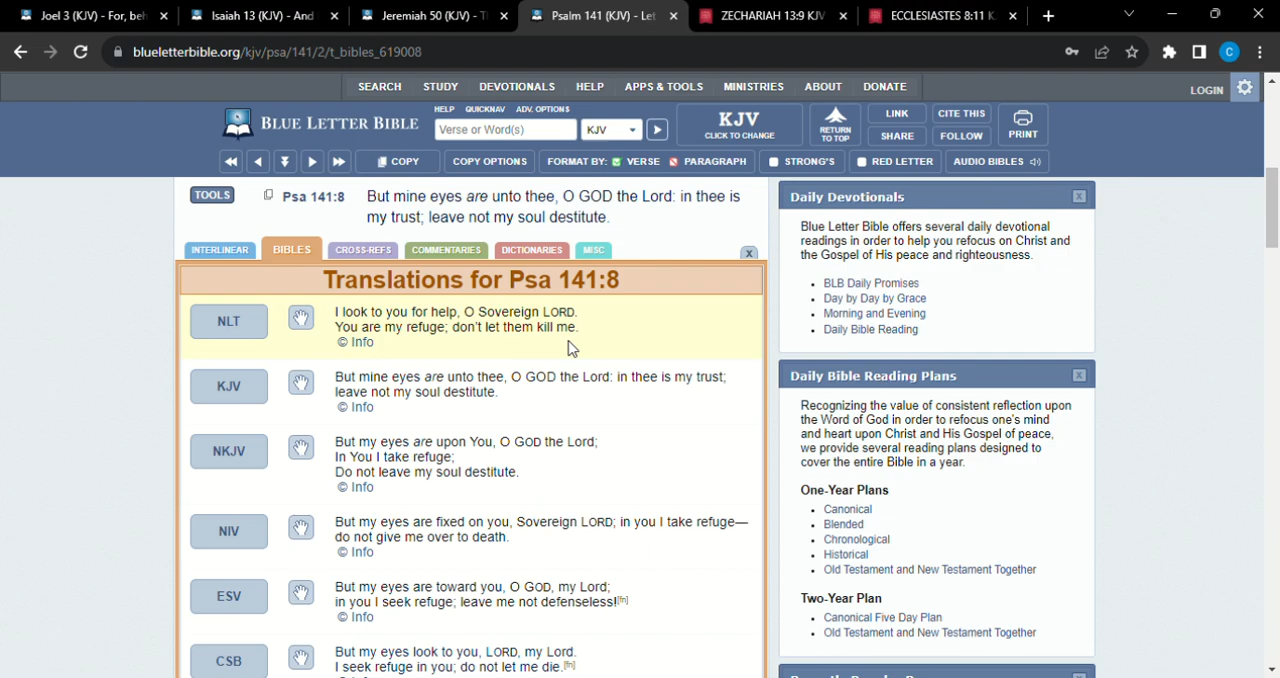 Joel 3 (KJV) - For, beh
Isaiah 13 (KJV) - And
Jeremiah 50 (KJV) - T
Psalm 141 (KJV) - Let
ZECHARIAH 13:9 KJV
ECCLESIASTES 8:11 K
blueletterbible.org/kjv/psa/141/2/t_bibles_619008
C
SEARCH STUDY DEVOTIONALS HELP APPS & TOOLS MINISTRIES ABOUT DONATE
LOGIN
BLUE LETTER BIBLE
HELP QUICKNAV ADV. OPTIONS
Verse or Word(s)
KJV
KJV
CLICK TO CHANGE
RETURN
TO TOP
LINK
CITE THIS
SHARE
FOLLOW
PRINT
COPY
COPY OPTIONS
FORMAT BY: VERSE PARAGRAPH
STRONG'S
RED LETTER
AUDIO BIBLES
TOOLS
Psa 141:8
But mine eyes are unto thee, O GOD the Lord: in thee is
my trust; leave not my soul destitute.
INTERLINEAR BIBLES CROSS-REFS COMMENTARIES DICTIONARIES MISC
x
Translations for Psa 141:8
NLT
I look to you for help, O Sovereign LORD.
You are my refuge; don't let them kill me.
© Info
KJV
But mine eyes are unto thee, O GOD the Lord: in thee is my trust;
leave not my soul destitute.
© Info
NKJV
But my eyes are upon You, O GOD the Lord;
In You I take refuge;
Do not leave my soul destitute.
© Info
NIV
But my eyes are fixed on you, Sovereign LORD; in you I take refuge—
do not give me over to death.
© Info
ESV
But my eyes are toward you, O GOD, my Lord;
in you I seek refuge; leave me not defenseless![fn]
© Info
CSB
But my eyes look to you, LORD, my Lord.
I seek refuge in you; do not let me die.[fn]
Daily Devotionals
x
Blue Letter Bible offers several daily devotional
readings in order to help you refocus on Christ and
the Gospel of His peace and righteousness.
BLB Daily Promises
Day by Day by Grace
Morning and Evening
Daily Bible Reading
Daily Bible Reading Plans
x
Recognizing the value of consistent reflection upon
the Word of God in order to refocus one's mind
and heart upon Christ and His Gospel of peace,
we provide several reading plans designed to
cover the entire Bible in a year.
One-Year Plans
Canonical
Blended
Chronological
Historical
Old Testament and New Testament Together
Two-Year Plan
Canonical Five Day Plan
Old Testament and New Testament Together